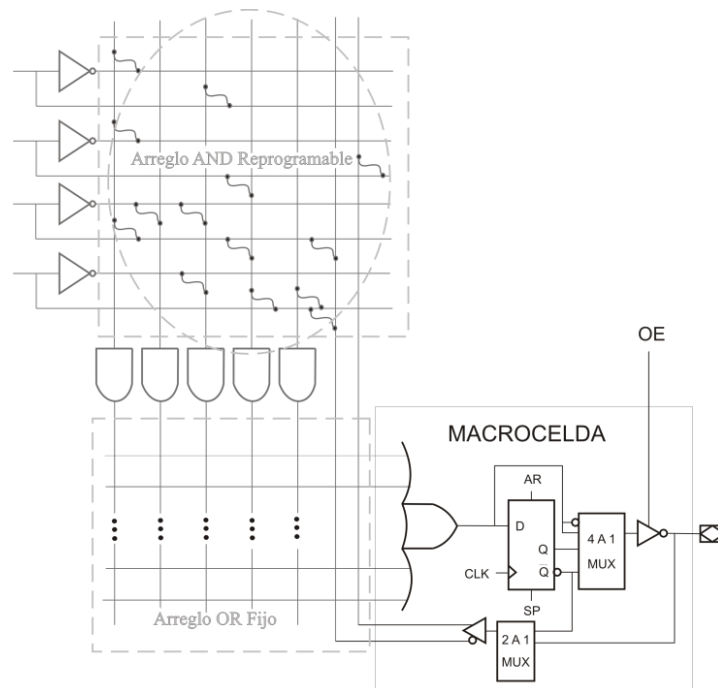 Arreglo AND Reprogramable
OE
MACROCELDA
AR
D
Q
4 A 1
MUX
CLK
Q̅
SP
2 A 1
MUX
Arreglo OR Fijo